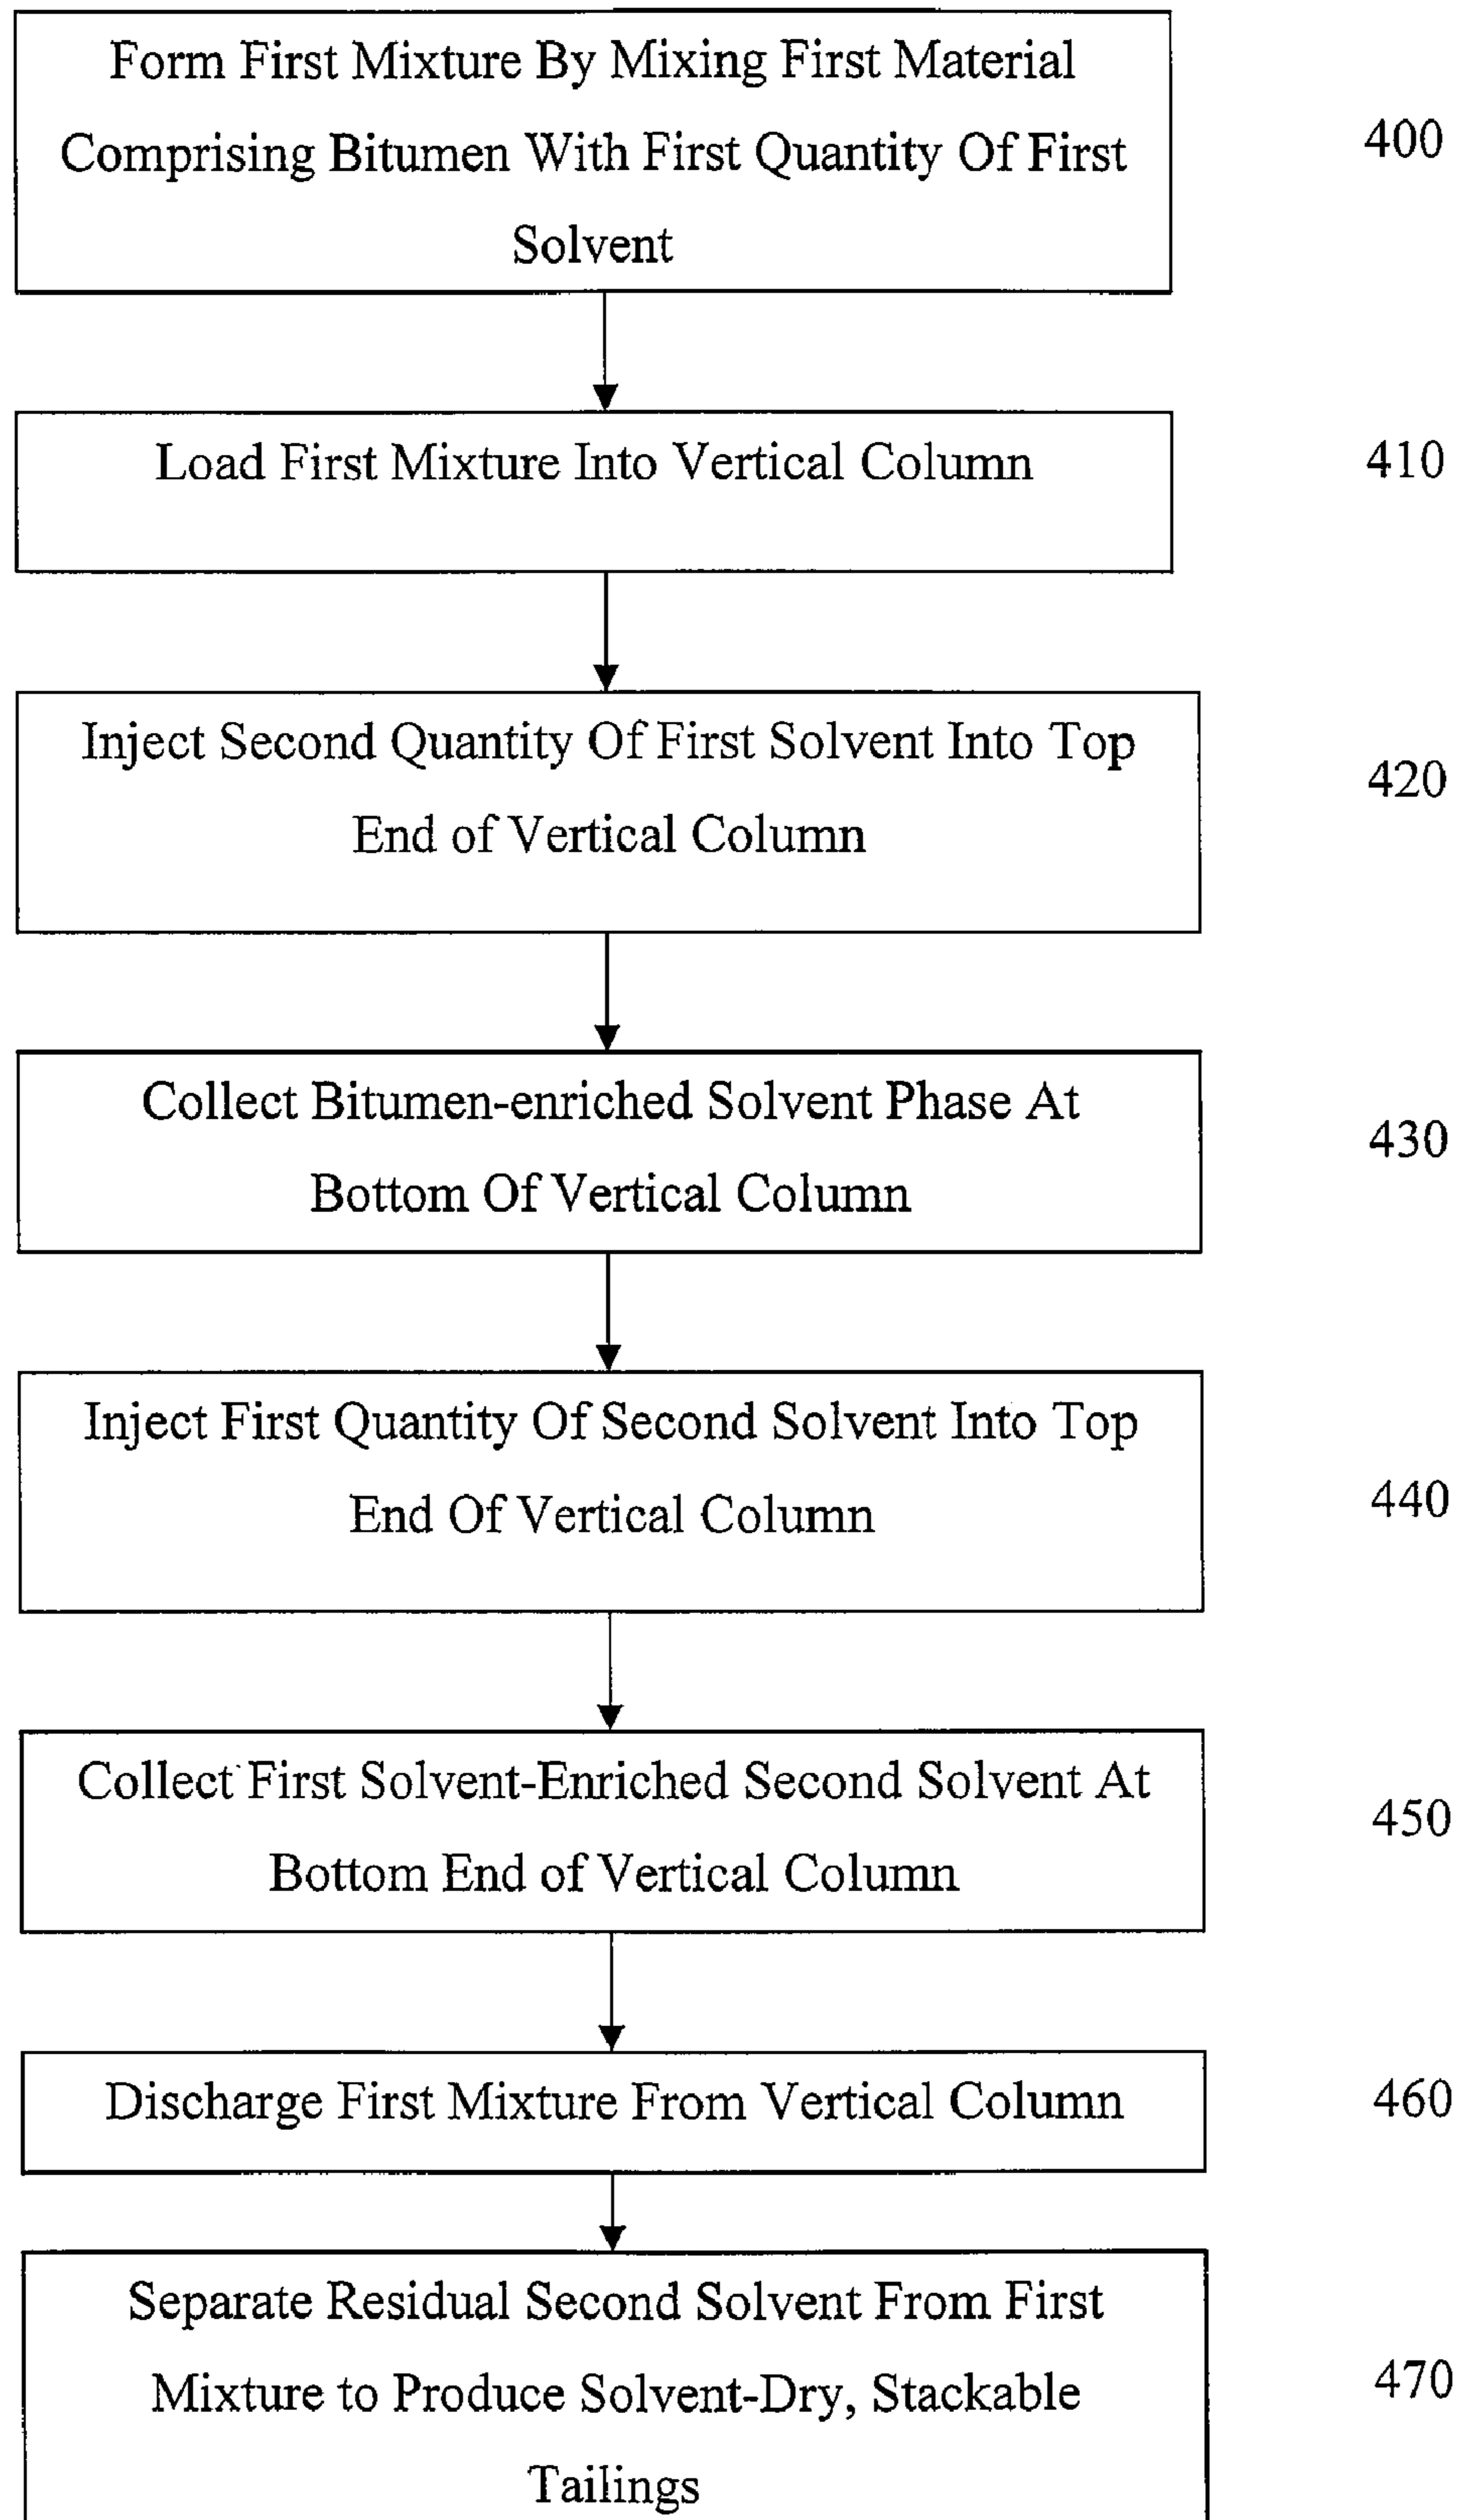 Form First Mixture By Mixing First Material
Comprising Bitumen With First Quantity Of First
Solvent
400
Load First Mixture Into Vertical Column
410
Inject Second Quantity Of First Solvent Into Top
End of Vertical Column
420
Collect Bitumen-enriched Solvent Phase At
Bottom Of Vertical Column
430
Inject First Quantity Of Second Solvent Into Top
End Of Vertical Column
440
Collect First Solvent-Enriched Second Solvent At
Bottom End of Vertical Column
450
Discharge First Mixture From Vertical Column
460
Separate Residual Second Solvent From First
Mixture to Produce Solvent-Dry, Stackable
Tailings
470